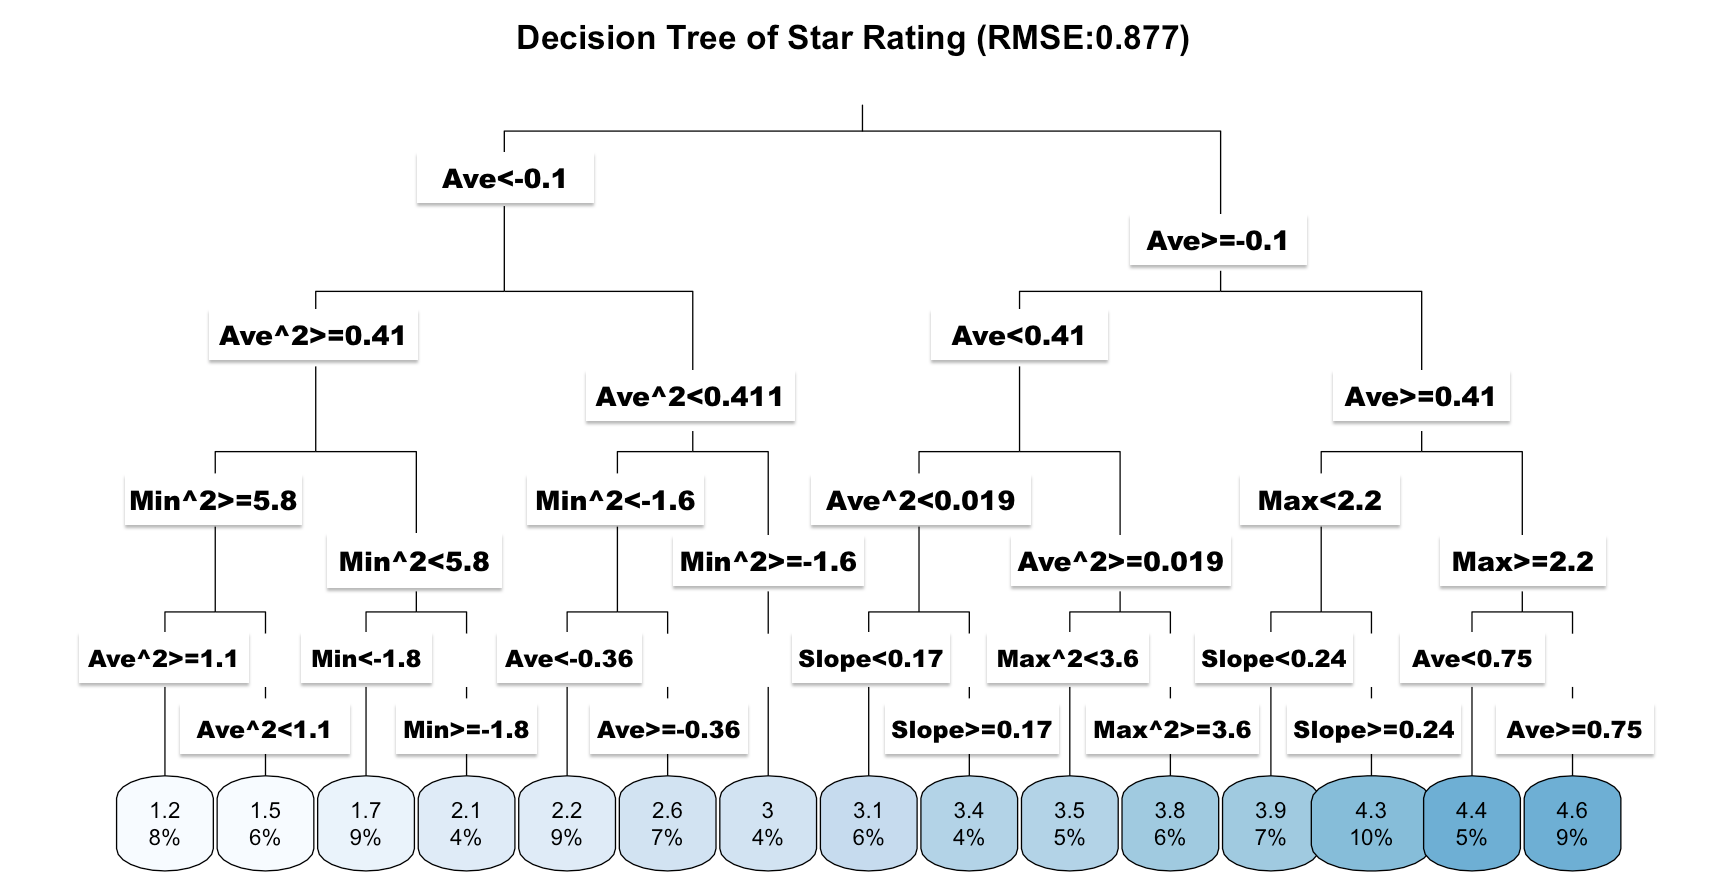 Decision Tree of Star Rating (RMSE:0.877)
Ave<-0.1
Ave>=-0.1
Ave^2>=0.41
Ave<0.41
Ave^2<0.411
Ave>=0.41
Min^2>=5.8
Min^2<-1.6
Ave^2<0.019
Max<2.2
Min^2<5.8
Min^2>=-1.6
Ave^2>=0.019
Max>=2.2
Ave^2>=1.1
Min<-1.8
Ave<-0.36
Slope<0.17
Max^2<3.6
Slope<0.24
Ave<0.75
Ave^2<1.1
Min>=-1.8
Ave>=-0.36
Slope>=0.17
Max^2>=3.6
Slope>=0.24
Ave>=0.75
1.2 1.5 1.7 2.1 2.2 2.6 3 3.1 3.4 3.5 3.8 3.9 4.3 4.4 4.6
8% 6% 9% 4% 9% 7% 4% 6% 4% 5% 6% 7% 10% 5% 9%